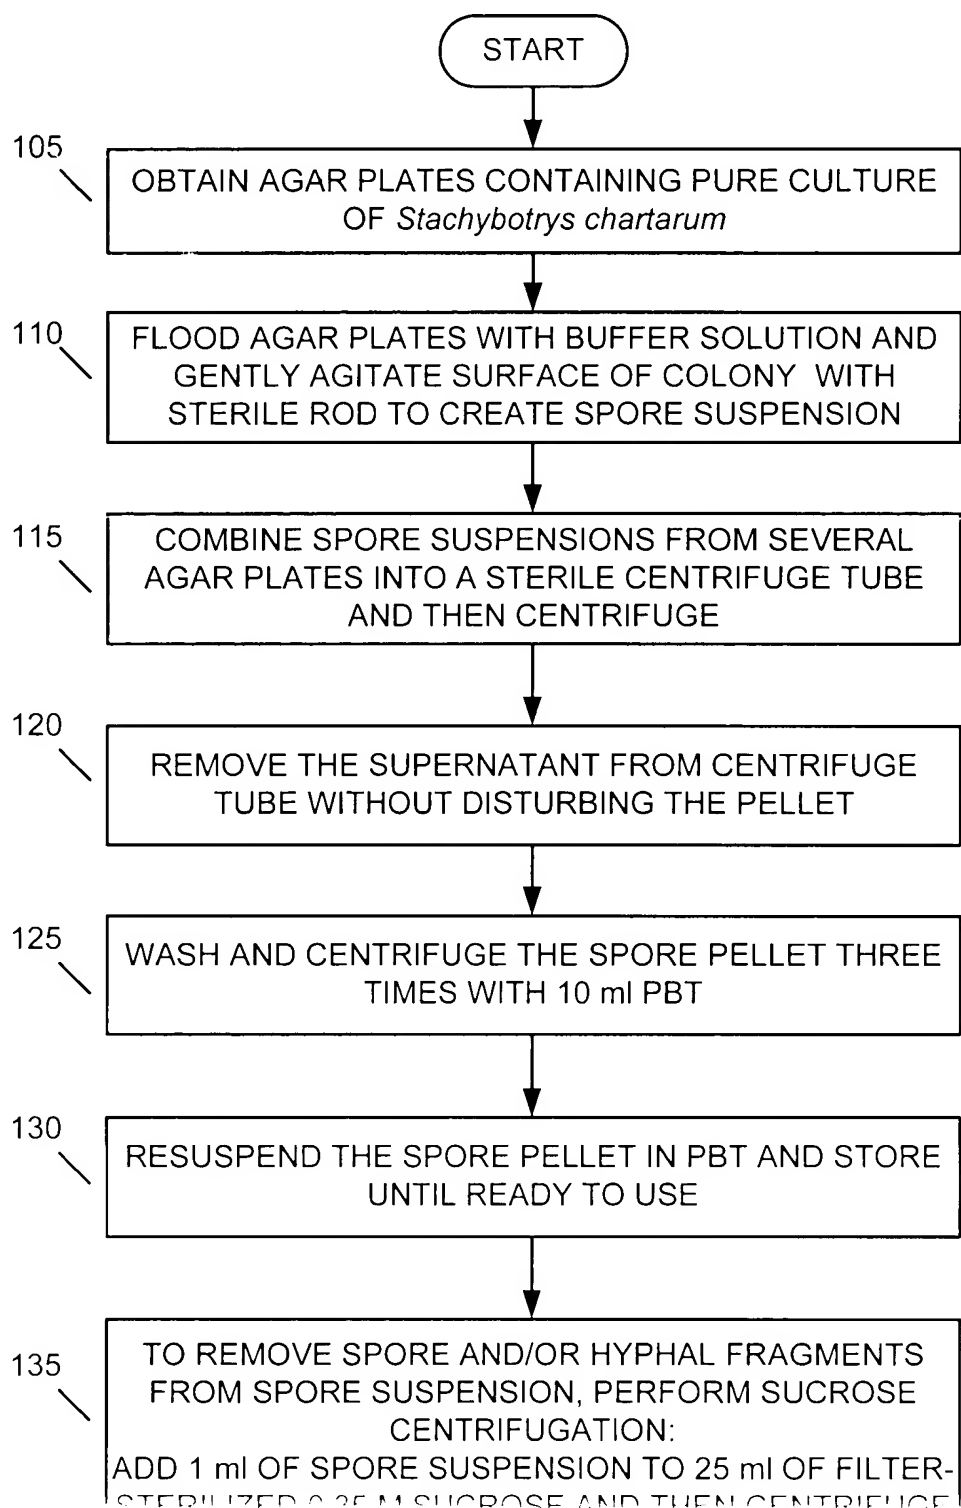 START
105
OBTAIN AGAR PLATES CONTAINING PURE CULTURE
OF Stachybotrys chartarum
110
FLOOD AGAR PLATES WITH BUFFER SOLUTION AND
GENTLY AGITATE SURFACE OF COLONY WITH
STERILE ROD TO CREATE SPORE SUSPENSION
115
COMBINE SPORE SUSPENSIONS FROM SEVERAL
AGAR PLATES INTO A STERILE CENTRIFUGE TUBE
AND THEN CENTRIFUGE
120
REMOVE THE SUPERNATANT FROM CENTRIFUGE
TUBE WITHOUT DISTURBING THE PELLET
125
WASH AND CENTRIFUGE THE SPORE PELLET THREE
TIMES WITH 10 ml PBT
130
RESUSPEND THE SPORE PELLET IN PBT AND STORE
UNTIL READY TO USE
135
TO REMOVE SPORE AND/OR HYPHAL FRAGMENTS
FROM SPORE SUSPENSION, PERFORM SUCROSE
CENTRIFUGATION:
ADD 1 ml OF SPORE SUSPENSION TO 25 ml OF FILTER-
STERILIZED M SUCROSE AND THEN CENTRIFUGE